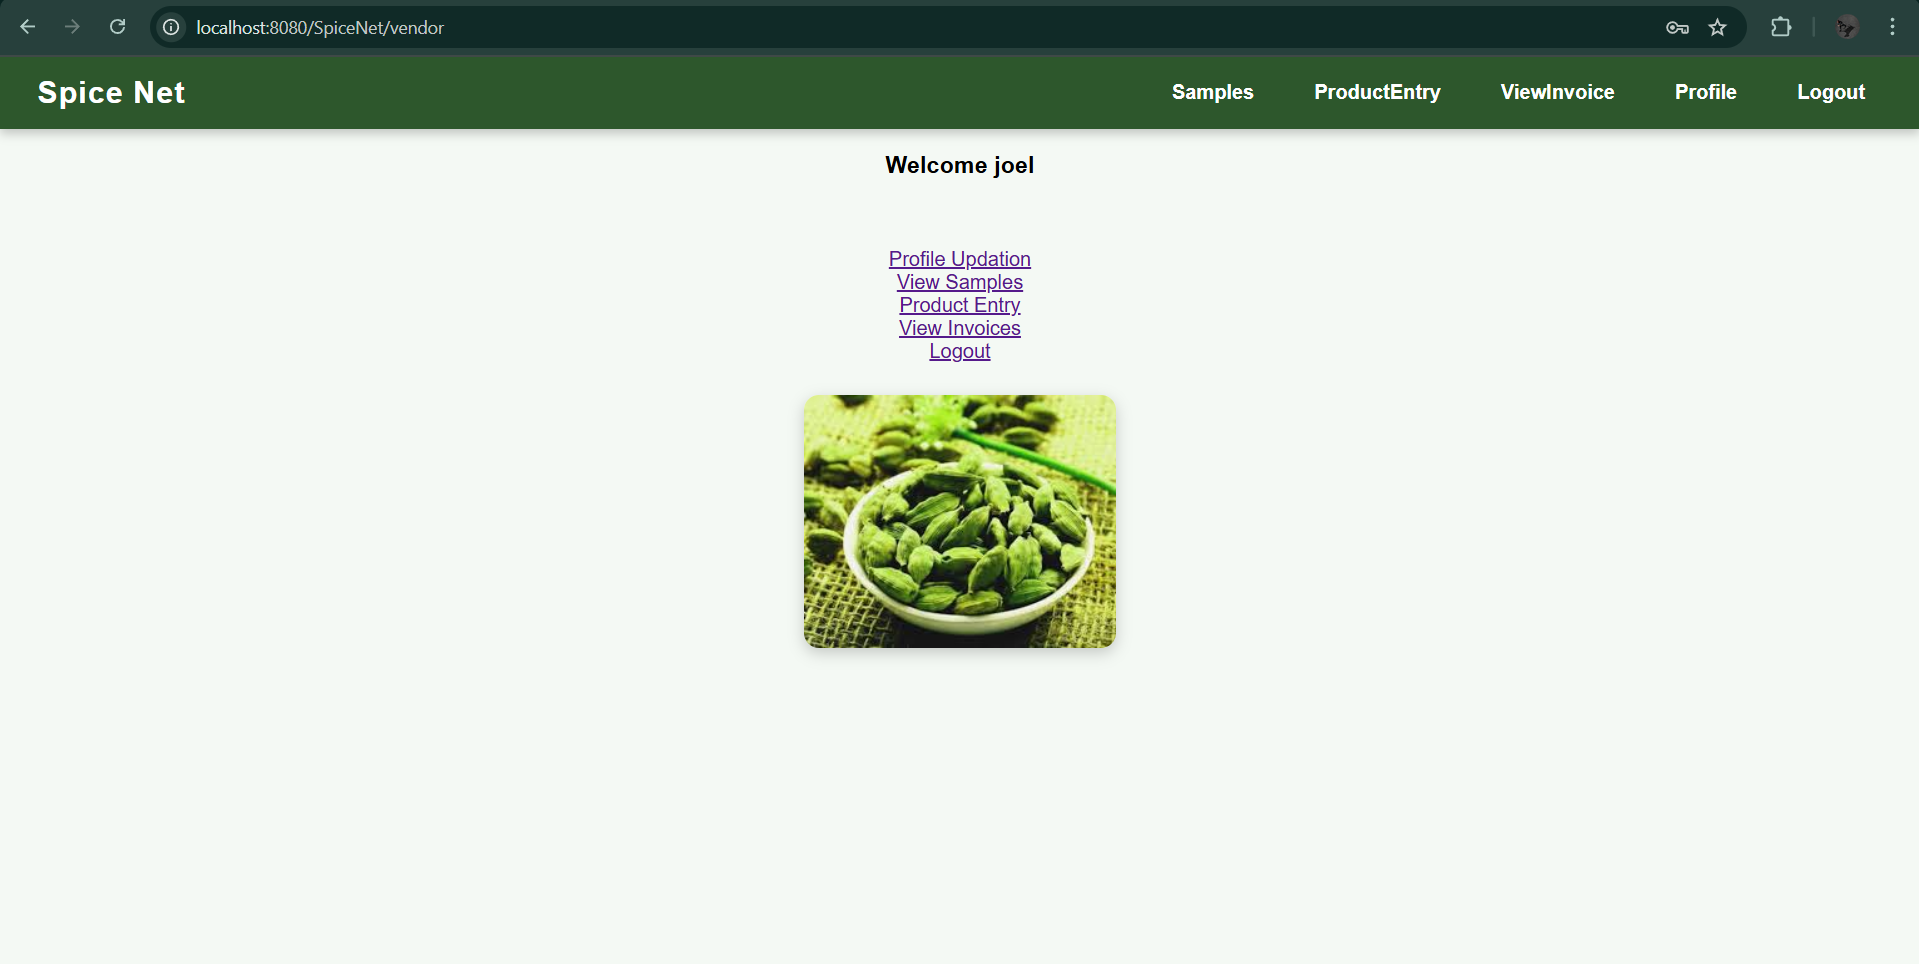 localhost:8080/SpiceNet/vendor
Spice Net Samples ProductEntry ViewInvoice Profile Logout
Welcome joel
Profile Updation
View Samples
Product Entry
View Invoices
Logout